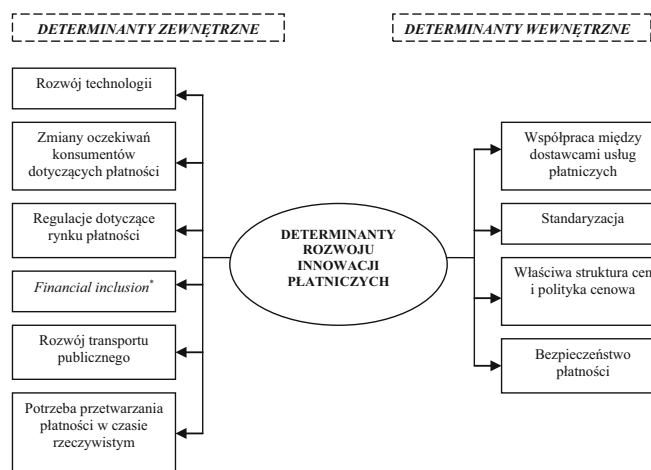 DETERMINANTY ZEWNĘTRZNE
DETERMINANTY WEWNĘTRZNE
Rozwój technologii
Zmiany oczekiwań
konsumentów
dotyczących płatności
Regulacje dotyczące
rynku płatności
Financial inclusion*
Rozwój transportu
publicznego
Potrzeba przetwarzania
płatności w czasie
rzeczywistym
DETERMINANTY
ROZWOJU
INNOWACJI
PŁATNICZYCH
Współpraca między
dostawcami usług
płatniczych
Standaryzacja
Właściwa struktura cen
i polityka cenowa
Bezpieczeństwo
płatności